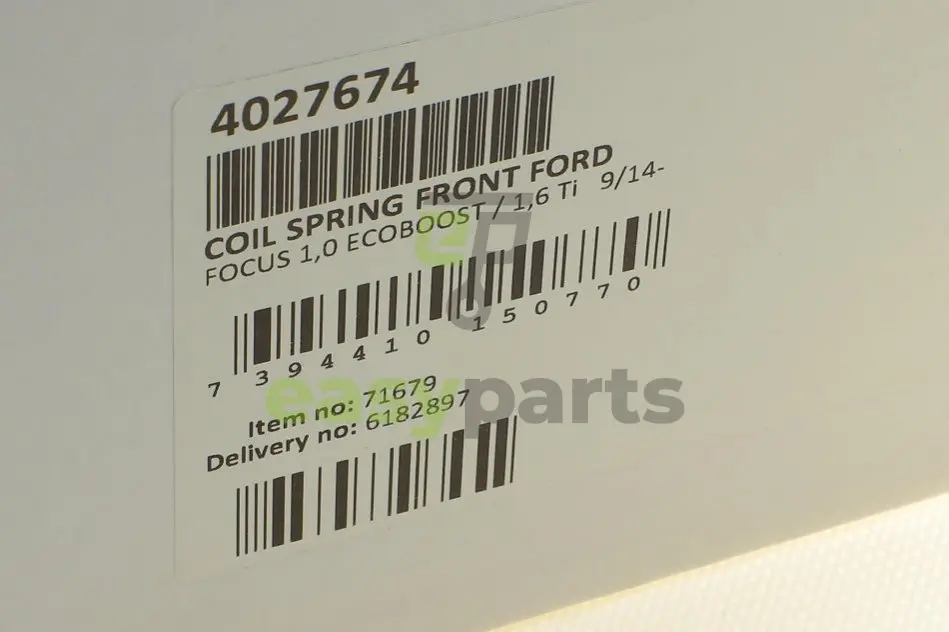 4027674
COIL SPRING FRONT FORD
FOCUS 1,0 ECOBOOST / 1,6 Ti 9/14-
7 394410 150770
easyparts
Item no: 71679
Delivery no: 6182897